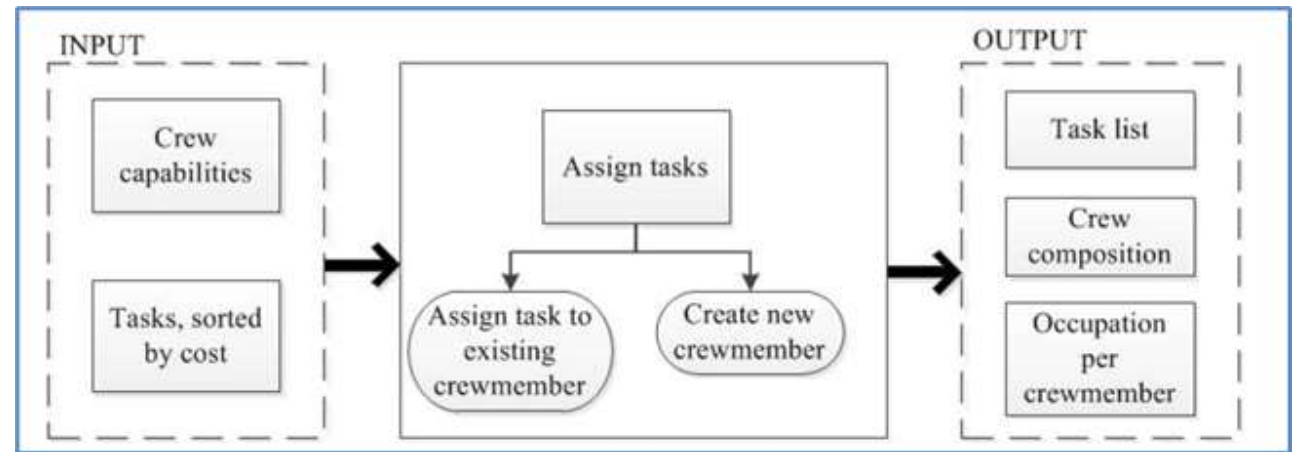 INPUT
Crew
capabilities
Tasks, sorted
by cost
Assign tasks
Assign task to
existing
crewmember
Create new
crewmember
OUTPUT
Task list
Crew
composition
Occupation
per
crewmember